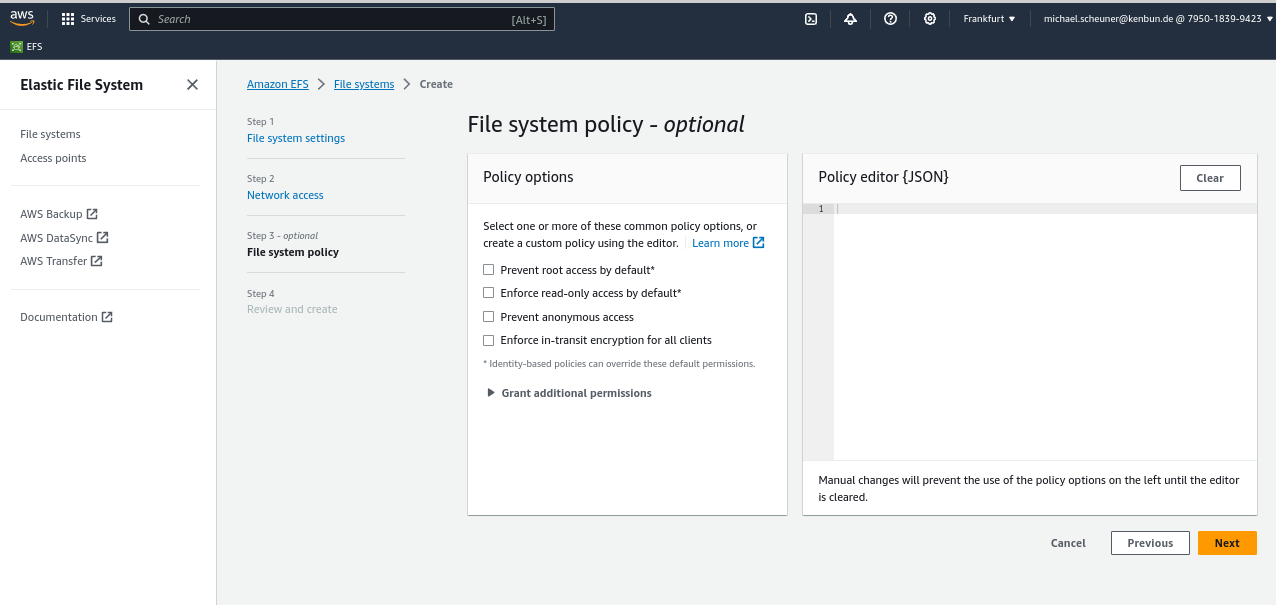 aws
Services
Search
[Alt+S]
Frankfurt
michael.scheuner@kenbun.de @ 7950-1839-9423
EFS
Elastic File System
File systems
Access points
AWS Backup
AWS DataSync
AWS Transfer
Documentation
Amazon EFS
File systems
Create
Step 1
File system settings
Step 2
Network access
Step 3 - optional
File system policy
Step 4
Review and create
File system policy - optional
Policy options
Select one or more of these common policy options, or
create a custom policy using the editor. Learn more
Prevent root access by default*
Enforce read-only access by default*
Prevent anonymous access
Enforce in-transit encryption for all clients
* Identity-based policies can override these default permissions.
Grant additional permissions
Policy editor {JSON}
Clear
1
Manual changes will prevent the use of the policy options on the left until the editor
is cleared.
Cancel
Previous
Next